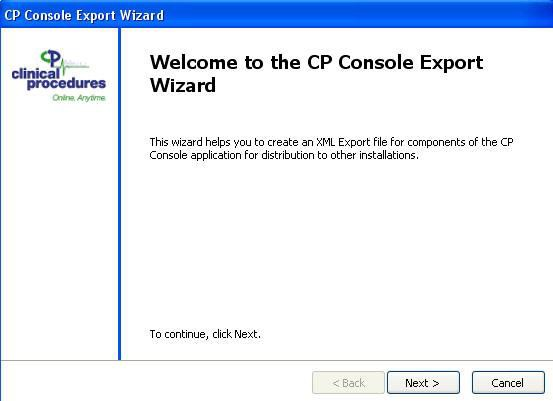 CP Console Export Wizard
CP
clinical
procedures
Online, Anytime.
Welcome to the CP Console Export
Wizard
This wizard helps you to create an XML Export file for components of the CP
Console application for distribution to other installations.
To continue, click Next.
< Back
Next >
Cancel